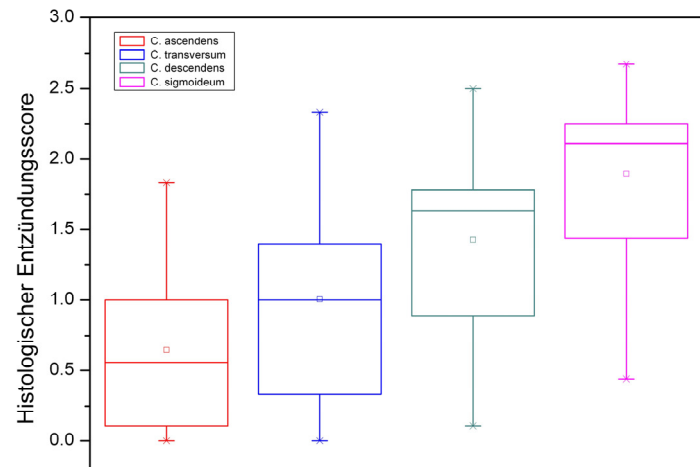 3.0
2.5
2.0
1.5
1.0
0.5
0.0
Histologischer Entzündungsscore
C. ascendens
C. transversum
C. descendens
C. sigmoideum